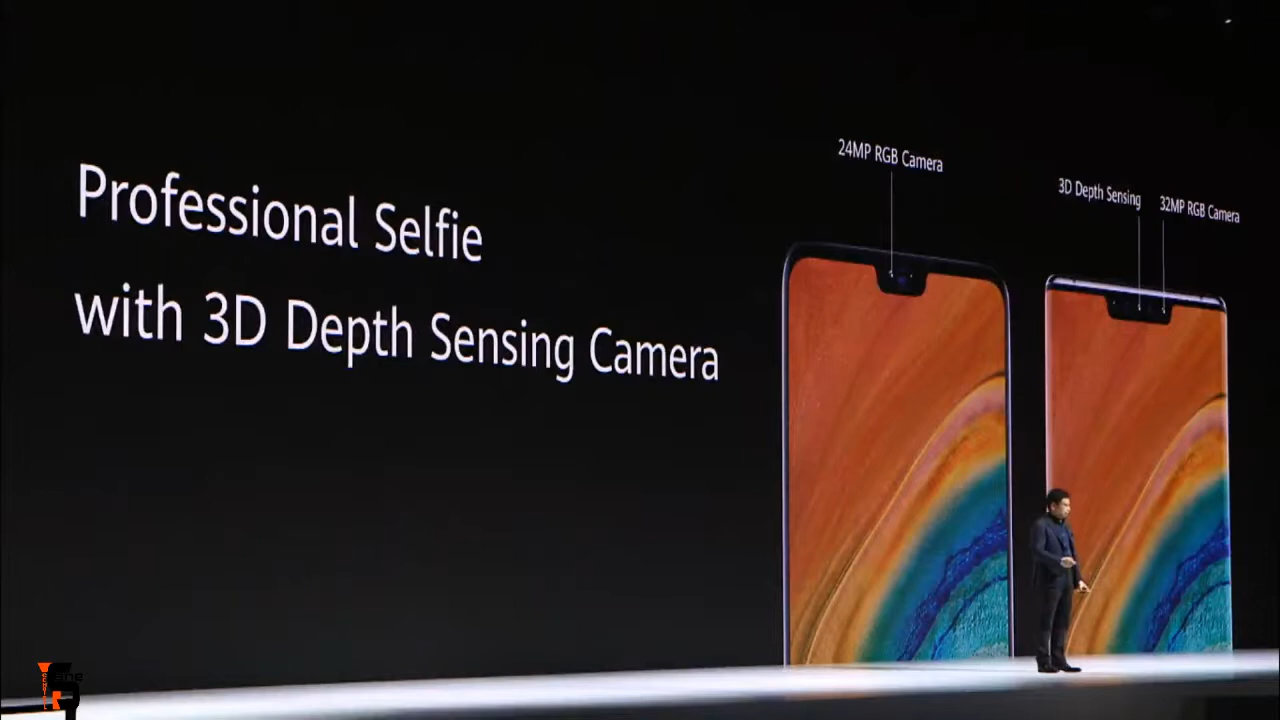 Professional Selfie
with 3D Depth Sensing Camera
24MP RGB Camera
3D Depth Sensing
32MP RGB Camera